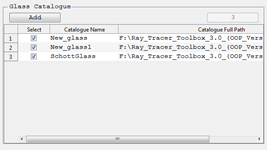 Glass Catalogue
Add 3
Select Catalogue Name Catalogue Full Path
1 New_glass F:\Ray_Tracer_Toolbox_3.0_(OOP_Vers
2 New_glass1 F:\Ray_Tracer_Toolbox_3.0_(OOP_Vers
3 SchottGlass F:\Ray_Tracer_Toolbox_3.0_(OOP_Vers